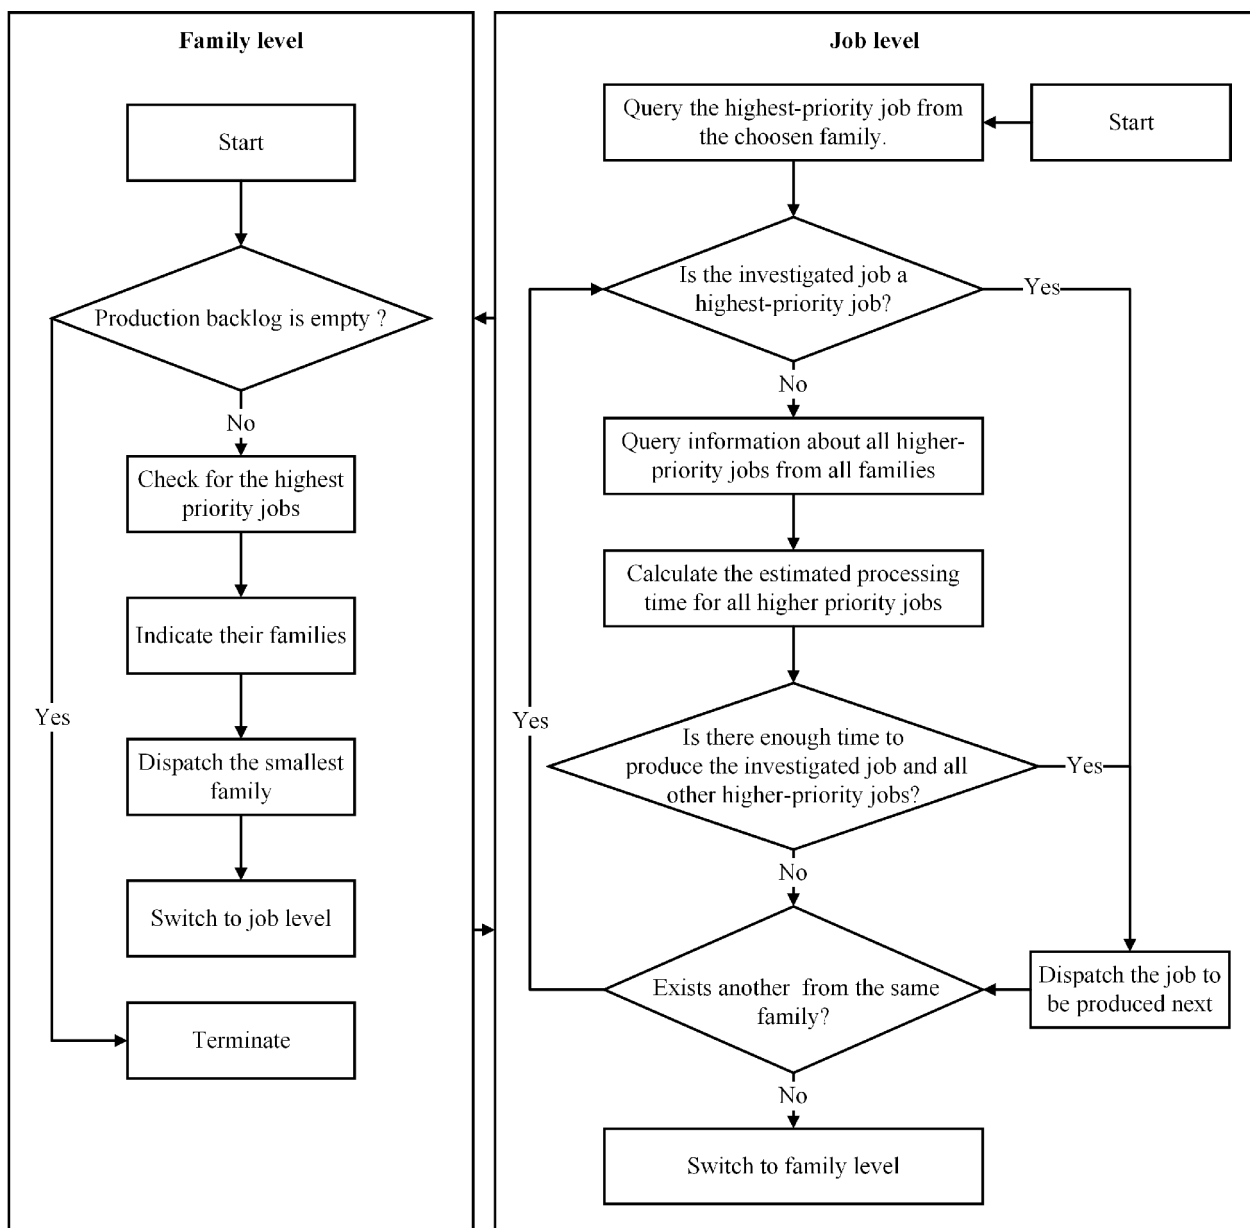 Family level
Start
Production backlog is empty ?
No
Check for the highest
priority jobs
Indicate their families
Dispatch the smallest
family
Switch to job level
Yes
Terminate
Job level
Query the highest-priority job from
the choosen family.
Start
Is the investigated job a
highest-priority job?
Yes
No
Query information about all higher-
priority jobs from all families
Calculate the estimated processing
time for all higher priority jobs
Is there enough time to
produce the investigated job and all
other higher-priority jobs?
Yes
Yes
No
Exists another from the same
family?
Dispatch the job to
be produced next
No
Switch to family level